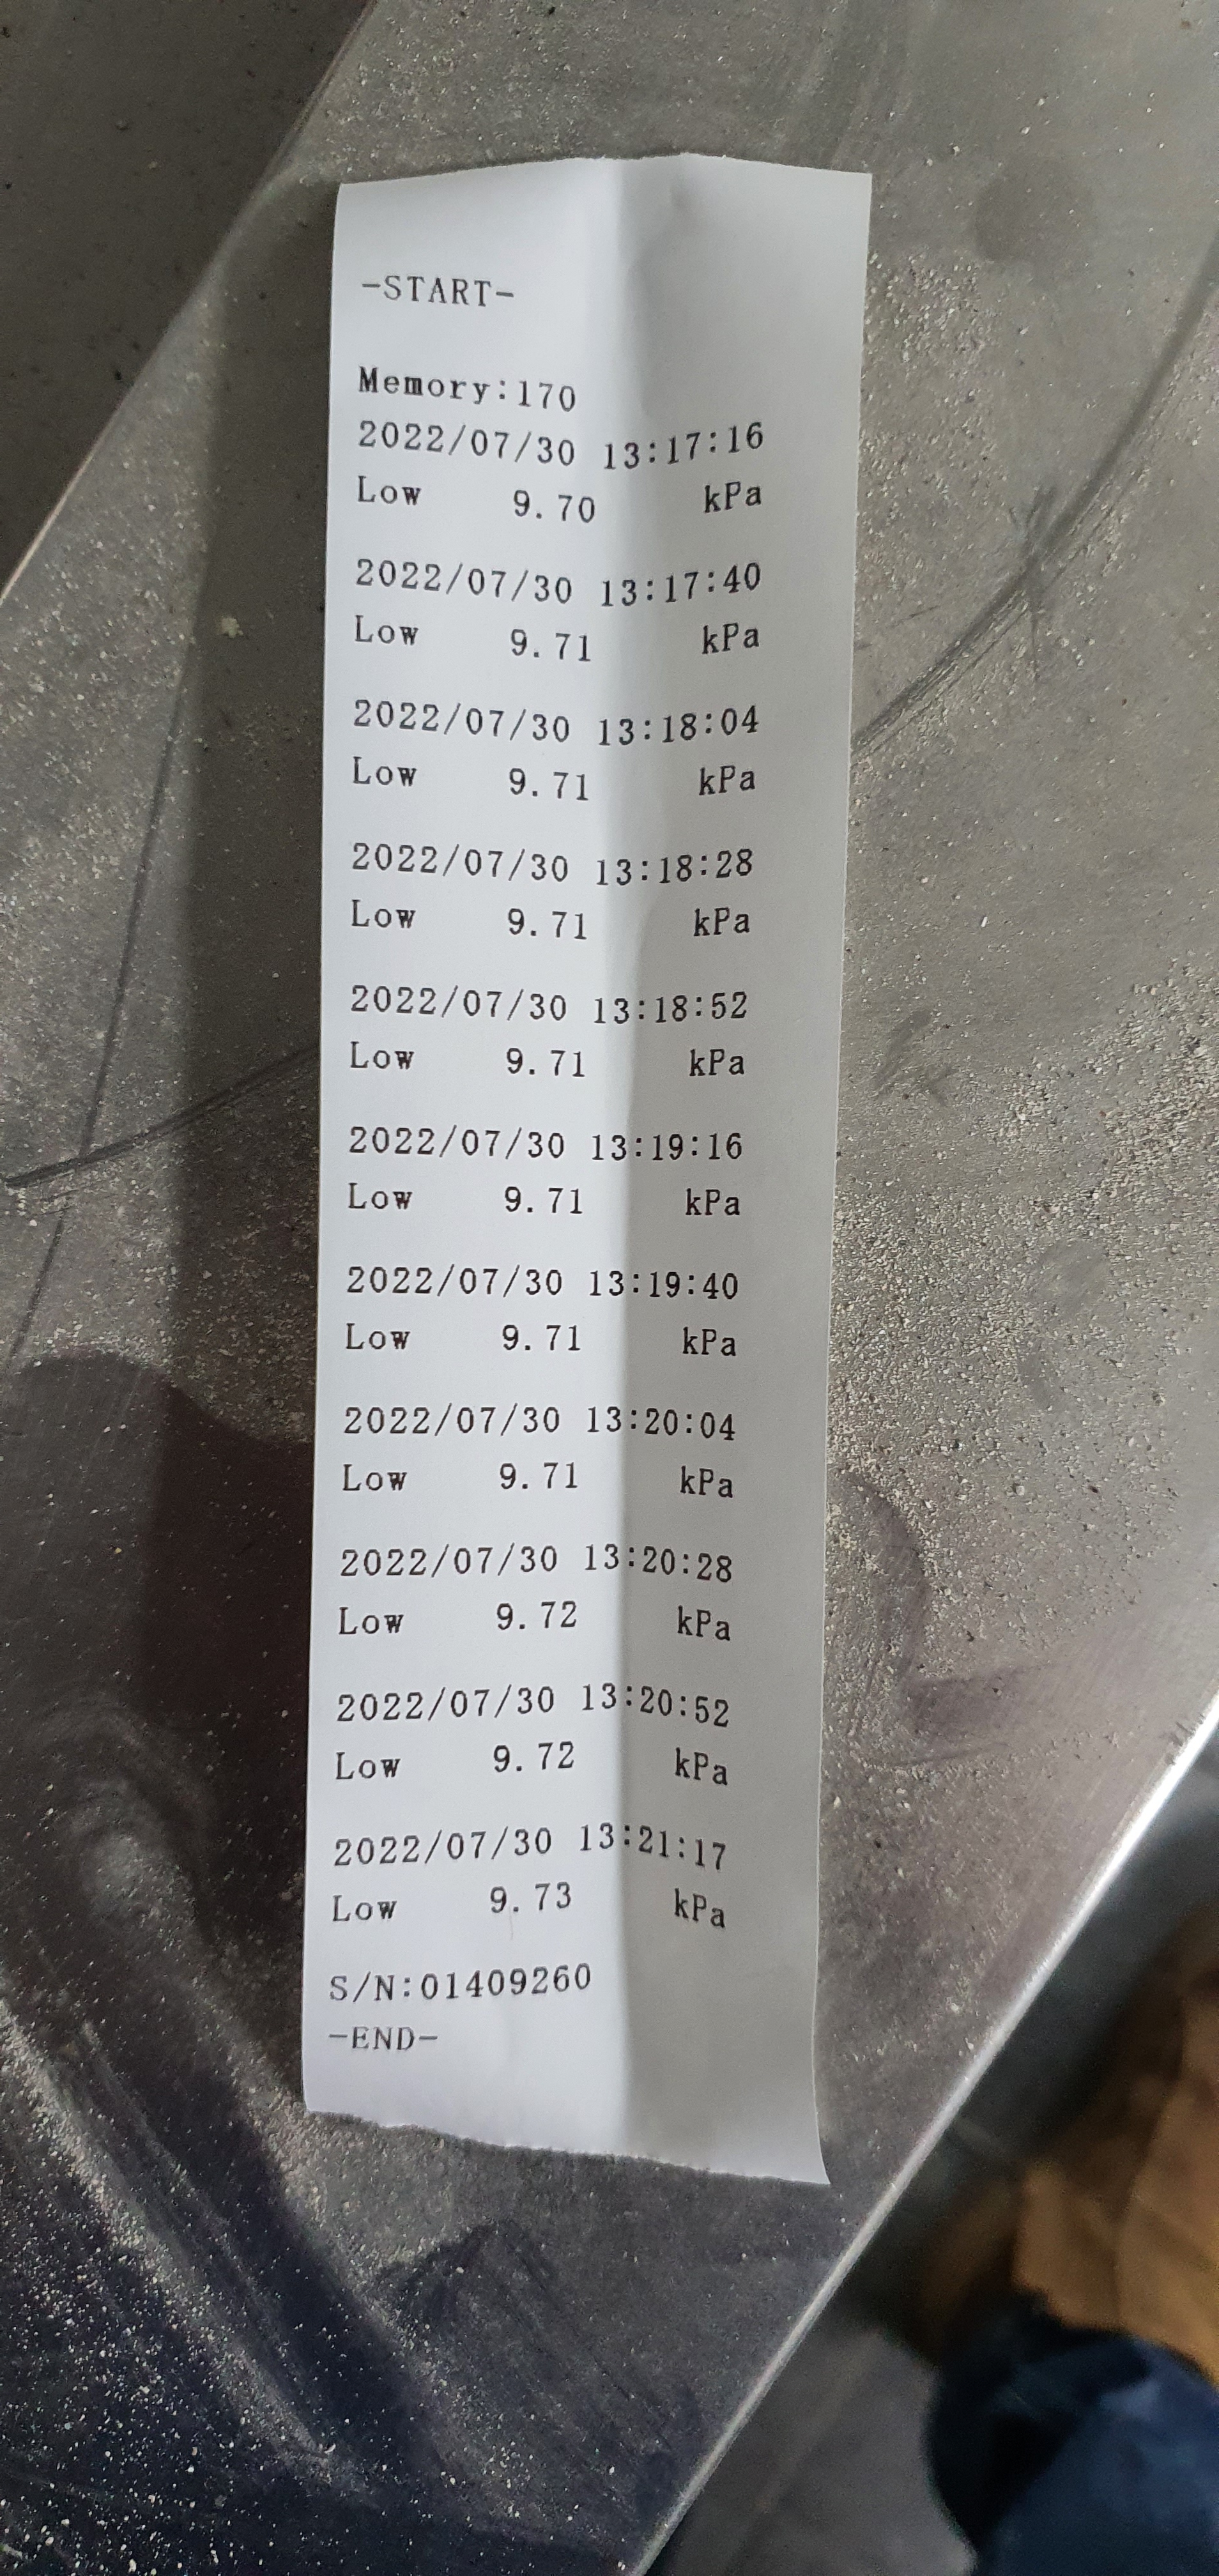 -START-
Memory:170
2022/07/30 13:17:16
Low 9.70 kPa
2022/07/30 13:17:40
Low 9.71 kPa
2022/07/30 13:18:04
Low 9.71 kPa
2022/07/30 13:18:28
Low 9.71 kPa
2022/07/30 13:18:52
Low 9.71 kPa
2022/07/30 13:19:16
Low 9.71 kPa
2022/07/30 13:19:40
Low 9.71 kPa
2022/07/30 13:20:04
Low 9.71 kPa
2022/07/30 13:20:28
Low 9.72 kPa
2022/07/30 13:20:52
Low 9.72 kPa
2022/07/30 13:21:17
Low 9.73 kPa
S/N:01409260
-END-